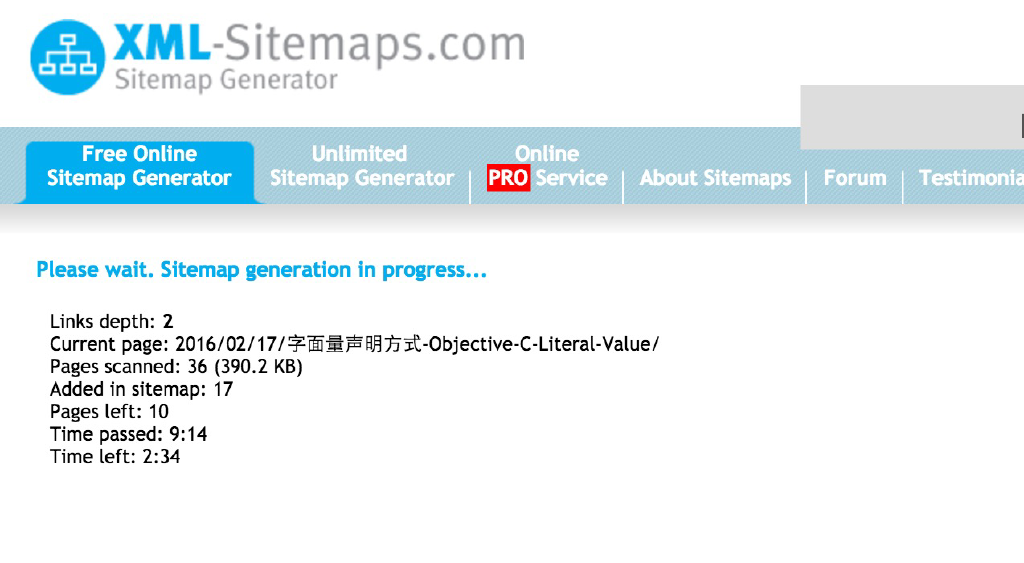 XML-Sitemaps.com
Sitemap Generator
Free Online
Sitemap Generator
Unlimited
Sitemap Generator
Online
PRO Service
About Sitemaps
Forum
Please wait. Sitemap generation in progress...
Links depth: 2
Current page: 2016/02/17/字面量声明方式-Objective-C-Literal-Value/
Pages scanned: 36 (390.2 KB)
Added in sitemap: 17
Pages left: 10
Time passed: 9:14
Time left: 2:34